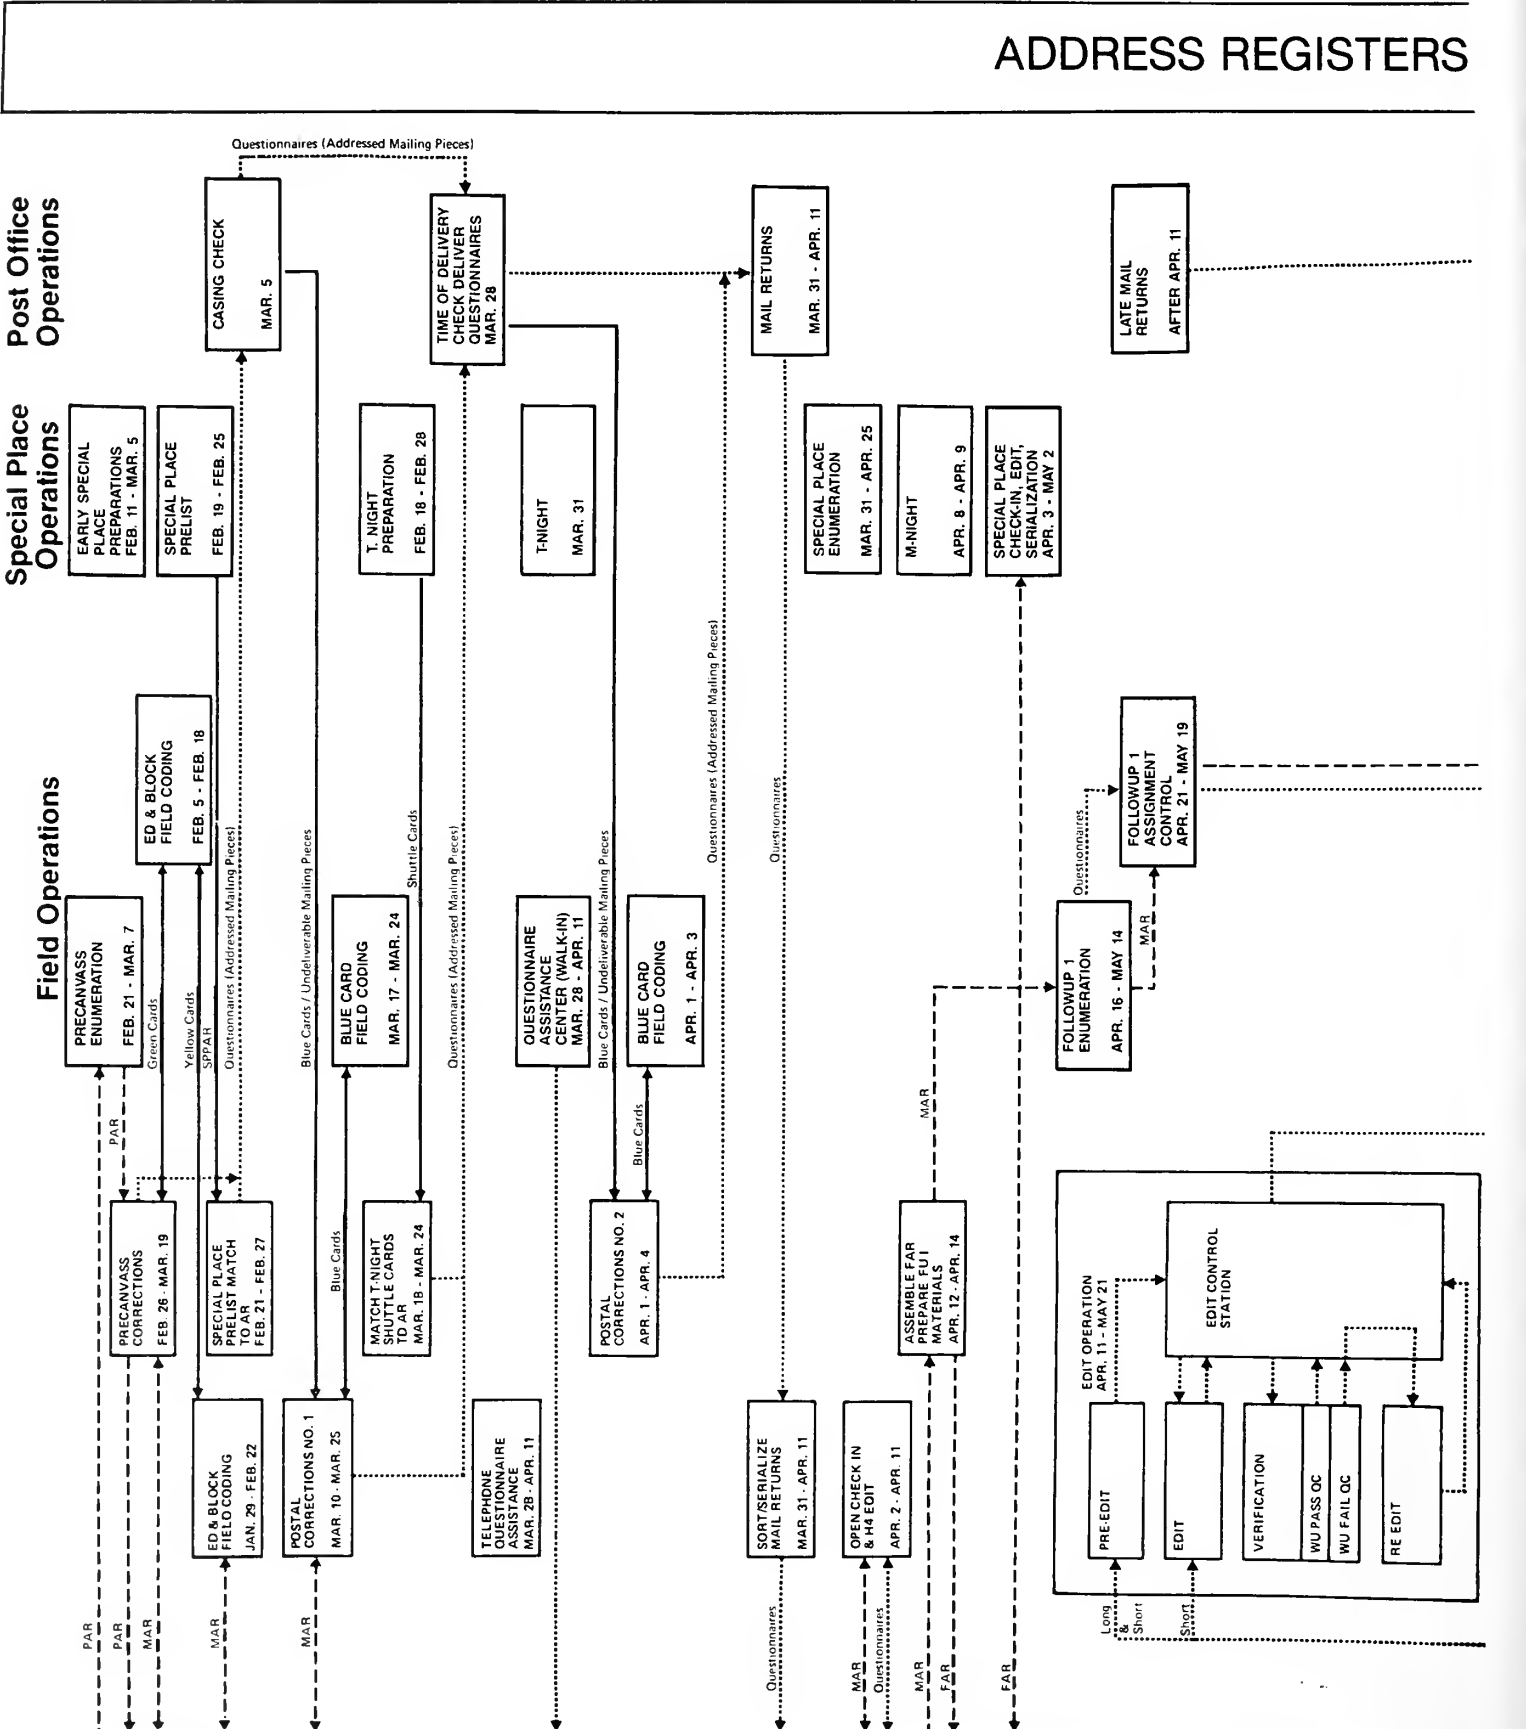 ADDRESS REGISTERS
Post Office
Operations
Questionnaires (Addressed Mailing Pieces)
CASING CHECK
MAR. 5
TIME OF DELIVERY
CHECK DELIVER
QUESTIONNAIRES
MAR. 28
MAIL RETURNS
MAR. 31 - APR. 11
LATE MAIL
RETURNS
AFTER APR. 11
Special Place
Operations
EARLY SPECIAL
PLACE
PREPARATIONS
FEB. 11 - MAR. 5
SPECIAL PLACE
PRELIST
FEB. 19 - FEB. 25
T. NIGHT
PREPARATION
FEB. 18 - FEB. 28
T-NIGHT
MAR. 31
SPECIAL PLACE
ENUMERATION
MAR. 31 - APR. 25
M-NIGHT
APR. 8 - APR. 9
SPECIAL PLACE
CHECK-IN, EDIT,
SERIALIZATION
APR. 3 - MAY 2
Field Operations
PRECANVASS
ENUMERATION
FEB. 21 - MAR. 7
ED & BLOCK
FIELD CODING
FEB. 5 - FEB. 18
Green Cards
Yellow Cards
SPPAR
Questionnaires (Addressed Mailing Pieces)
Blue Cards / Undeliverable Mailing Pieces
BLUE CARD
FIELD CODING
MAR. 17 - MAR. 24
Shuttle Cards
Questionnaires (Addressed Mailing Pieces)
QUESTIONNAIRE
ASSISTANCE
CENTER (WALK-IN)
MAR. 28 - APR. 11
Blue Cards / Undeliverable Mailing Pieces
BLUE CARD
FIELD CODING
APR. 1 - APR. 3
Questionnaires (Addressed Mailing Pieces)
Questionnaires
FOLLOWUP 1
ENUMERATION
APR. 16 - MAY 14
Questionnaires
MAR
FOLLOWUP 1
ASSIGNMENT
CONTROL
APR. 21 - MAY 19
PAR
PRECANVASS
CORRECTIONS
FEB. 26 - MAR. 19
SPECIAL PLACE
PRELIST MATCH
TO AR
FEB. 21 - FEB. 27
Blue Cards
MATCH T-NIGHT
SHUTTLE CARDS
TD AR
MAR. 1B - MAR. 24
Blue Cards
POSTAL
CORRECTIONS NO. 2
APR. 1 - APR. 4
MAR
ASSEMBLE FAR
PREPARE FU I
MATERIALS
APR. 12 - APR. 14
EDIT OPERATION
APR. 11 - MAY 21
EDIT CONTROL
STATION
ED & BLOCK
FIELD CODING
JAN. 29 - FEB. 22
POSTAL
CORRECTIONS NO. 1
MAR. 10 - MAR. 25
TELEPHDNE
QUESTIONNAIRE
ASSISTANCE
MAR. 2B - APR. 11
SORT/SERIALIZE
MAIL RETURNS
MAR. 31 - APR. 11
OPEN CHECK IN
& H4 EDIT
APR. 2 - APR. 11
PRE-EDIT
EDIT
VERIFICATION
WU PASS QC
WU FAIL QC
RE EDIT
PAR
PAR
MAR
MAR
MAR
Questionnaires
MAR
Questionnaires
MAR
FAR
FAR
Long
&
Short
Short